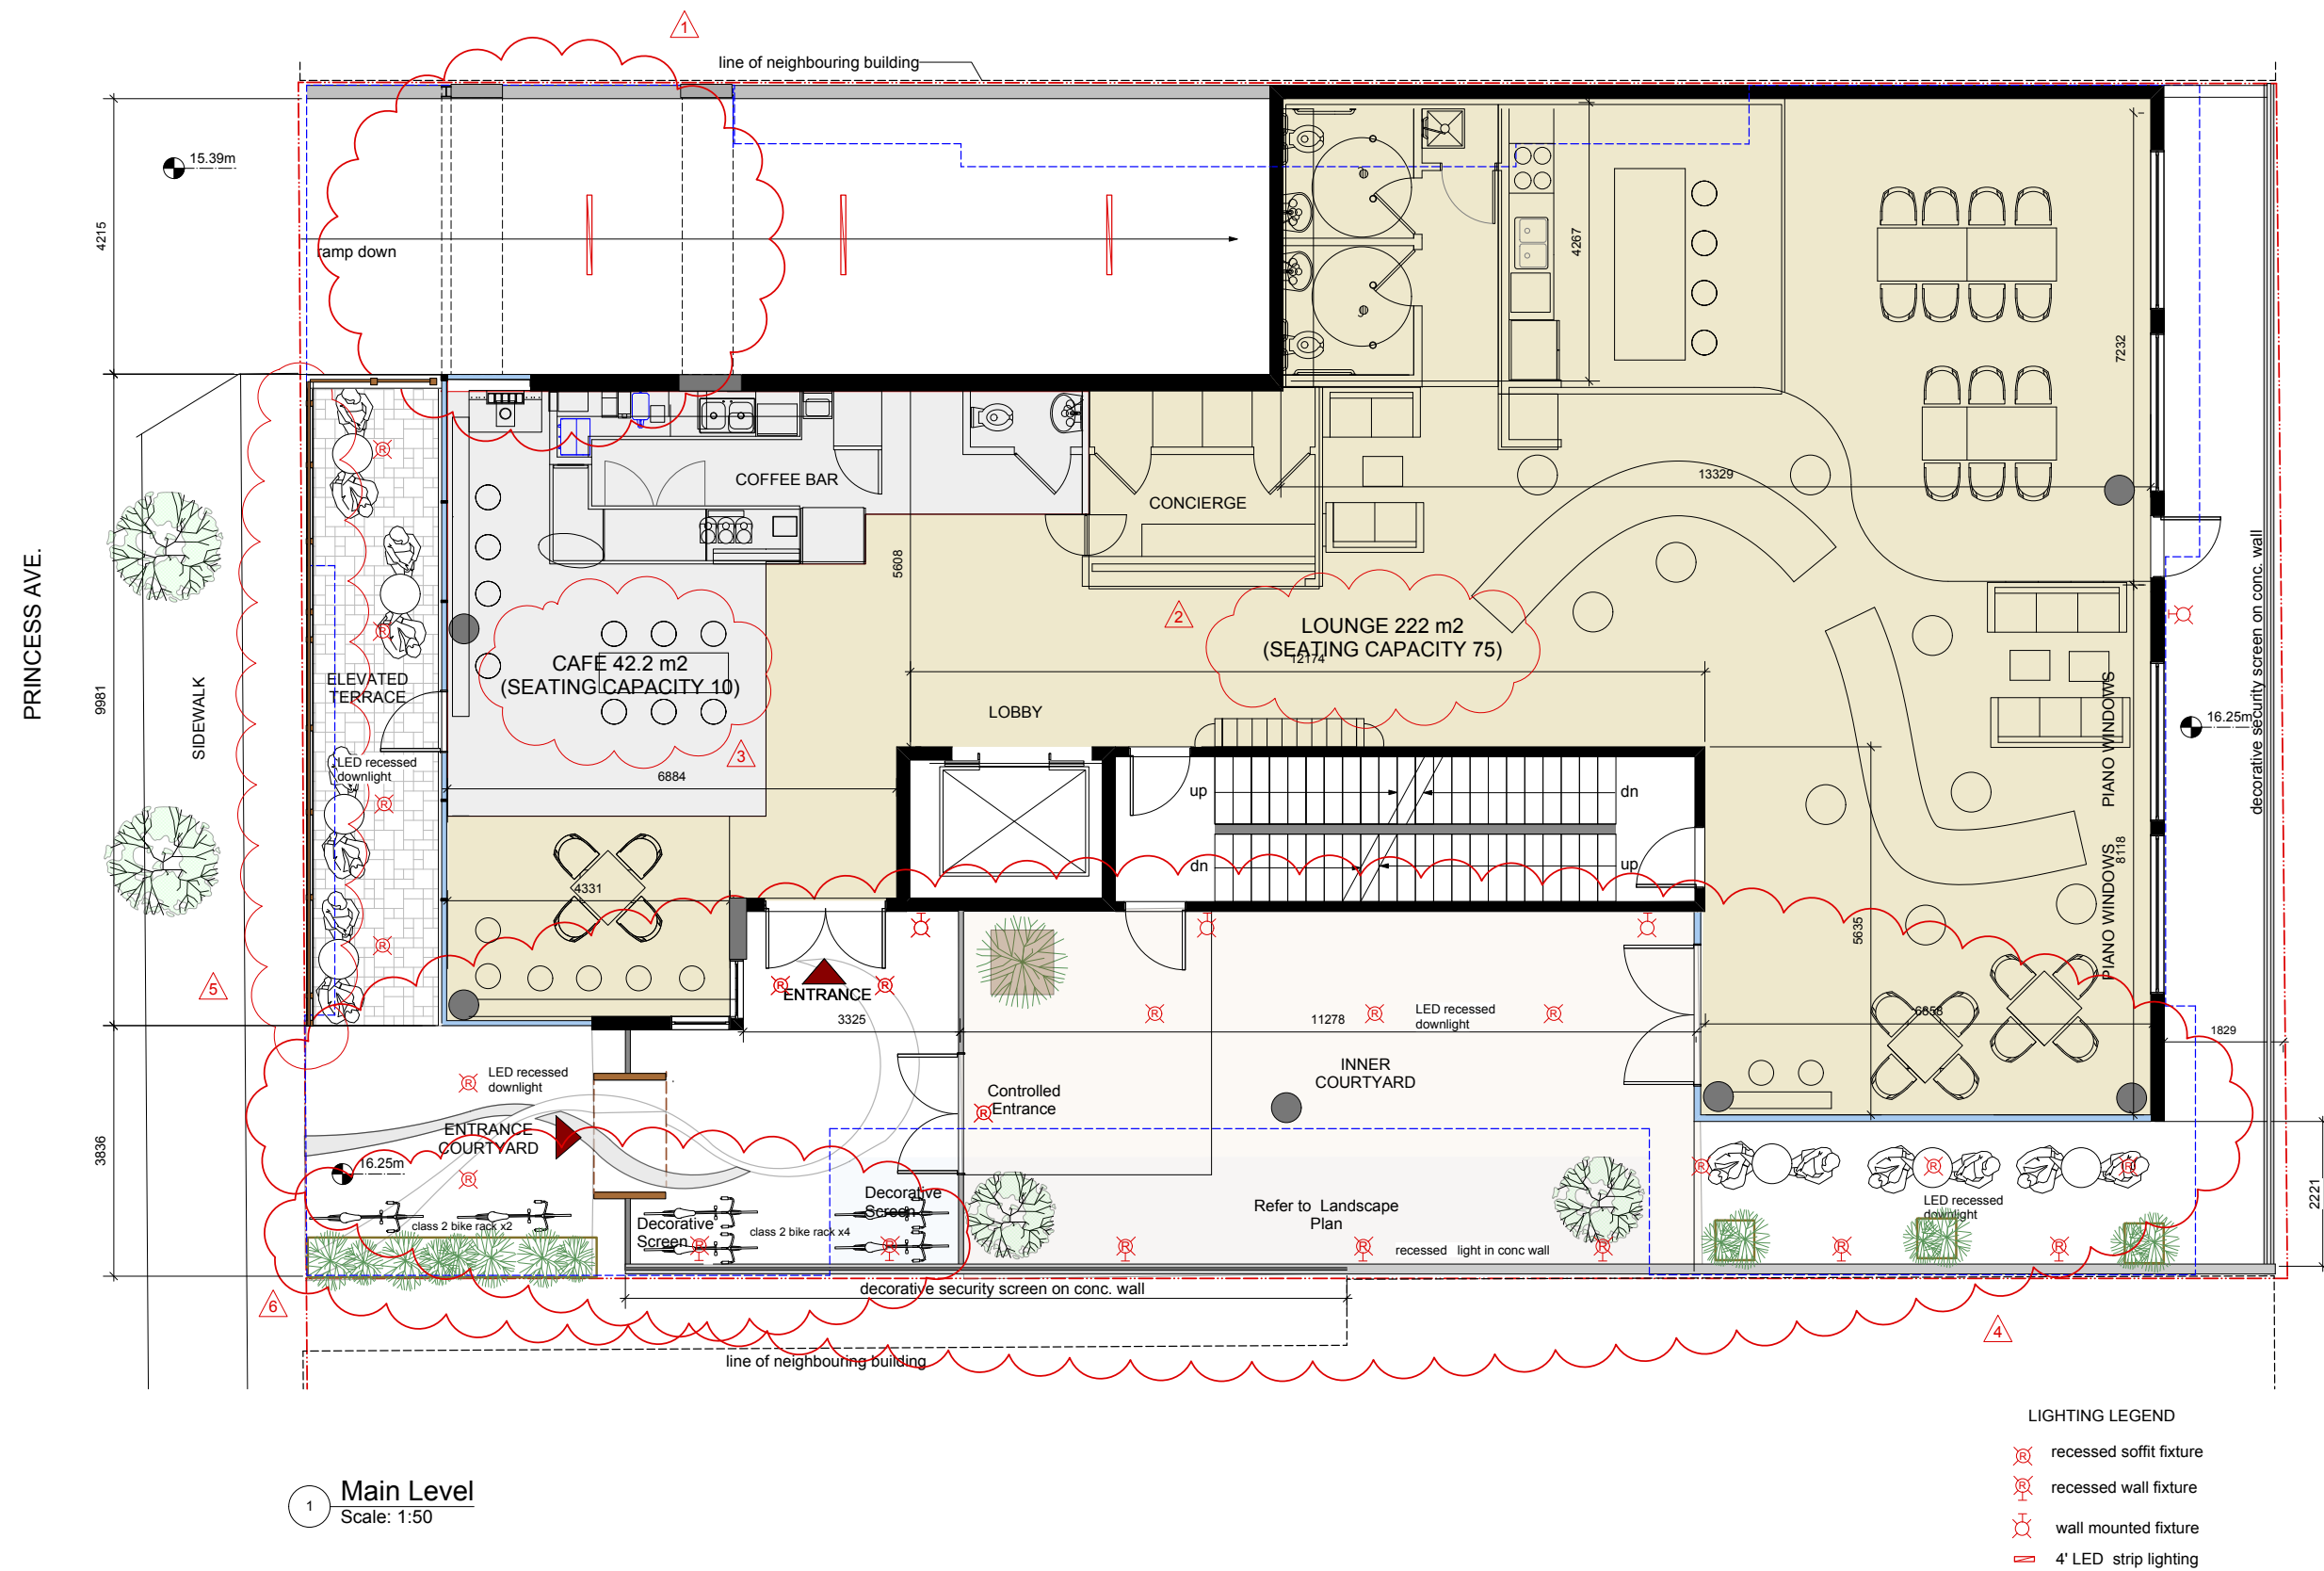 1
line of neighbouring building
15.39m
4215
ramp down
4267
7232
COFFEE BAR
CONCIERGE
13329
PRINCESS AVE.
SIDEWALK
9981
5608
2
LOUNGE 222 m2
(SEATING CAPACITY 75)
12174
CAFE 42.2 m2
(SEATING CAPACITY 10)
ELEVATED
TERRACE
LOBBY
3
6884
LED recessed
downlight
PIANO WINDOWS
16.25m
decorative security screen on conc. wall
up
dn
dn
up
8118
PIANO WINDOWS
4331
5635
5
ENTRANCE
3325
11278
LED recessed
downlight
6858
1829
INNER
COURTYARD
LED recessed
downlight
Controlled
Entrance
ENTRANCE
COURTYARD
3836
16.25m
Decorative
Screen
Decorative
Screen
class 2 bike rack x2
class 2 bike rack x4
Refer to Landscape
Plan
LED recessed
downlight
2221
recessed light in conc wall
6
decorative security screen on conc. wall
4
line of neighbouring building
LIGHTING LEGEND
R recessed soffit fixture
R recessed wall fixture
wall mounted fixture
4' LED strip lighting
1
Main Level
Scale: 1:50